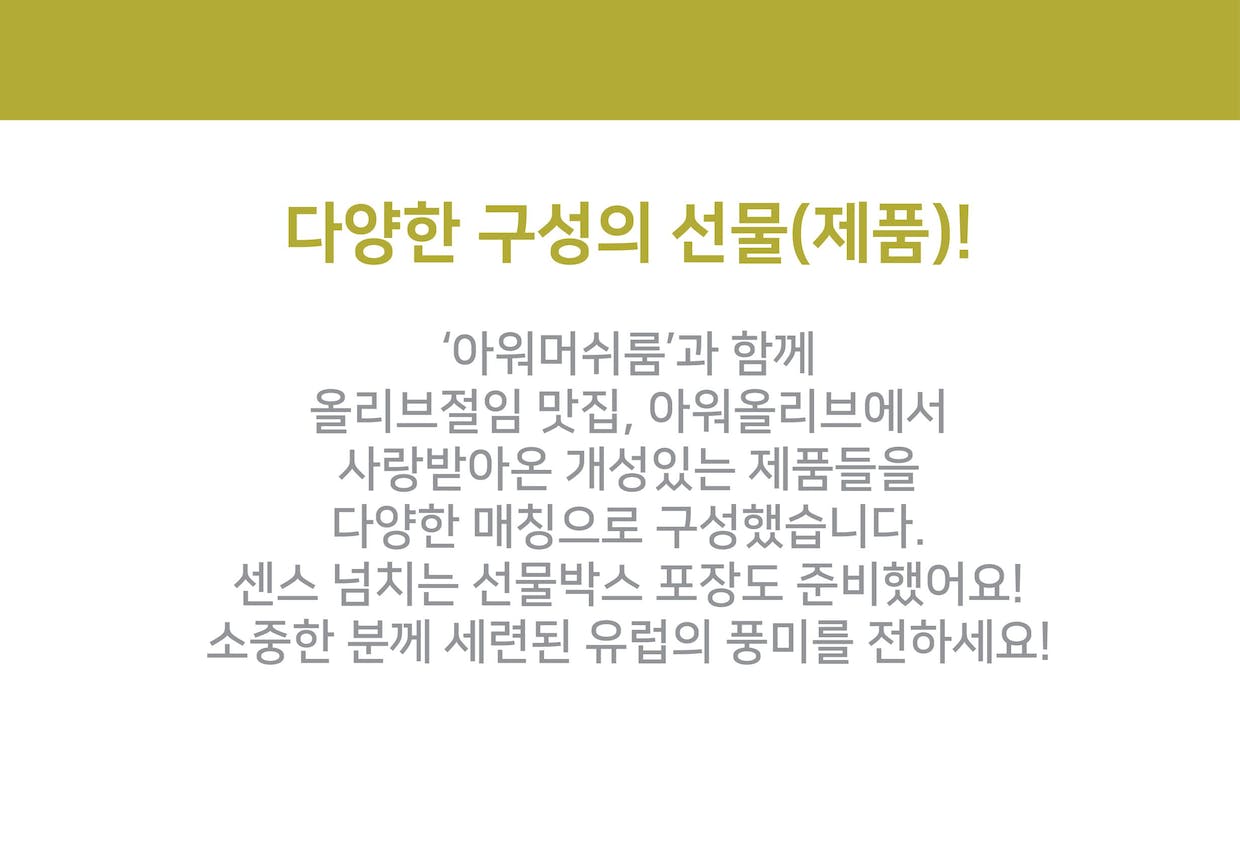 다양한 구성의 선물(제품)!
‘아워머쉬룸’과 함께
올리브절임 맛집, 아워올리브에서
사랑받아온 개성있는 제품들을
다양한 매칭으로 구성했습니다.
센스 넘치는 선물박스 포장도 준비했어요!
소중한 분께 세련된 유럽의 풍미를 전하세요!